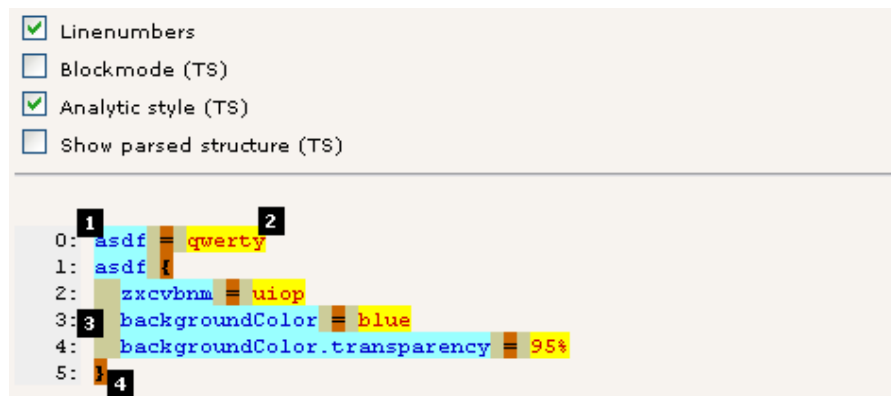 Linenumbers
Blockmode (TS)
Analytic style (TS)
Show parsed structure (TS)
1 2
0: asdf = qwerty
1: asdf {
2: zxcvbnm = uiop
3: 3 backgroundColor = blue
4: backgroundColor.transparency = 95%
5: }
4